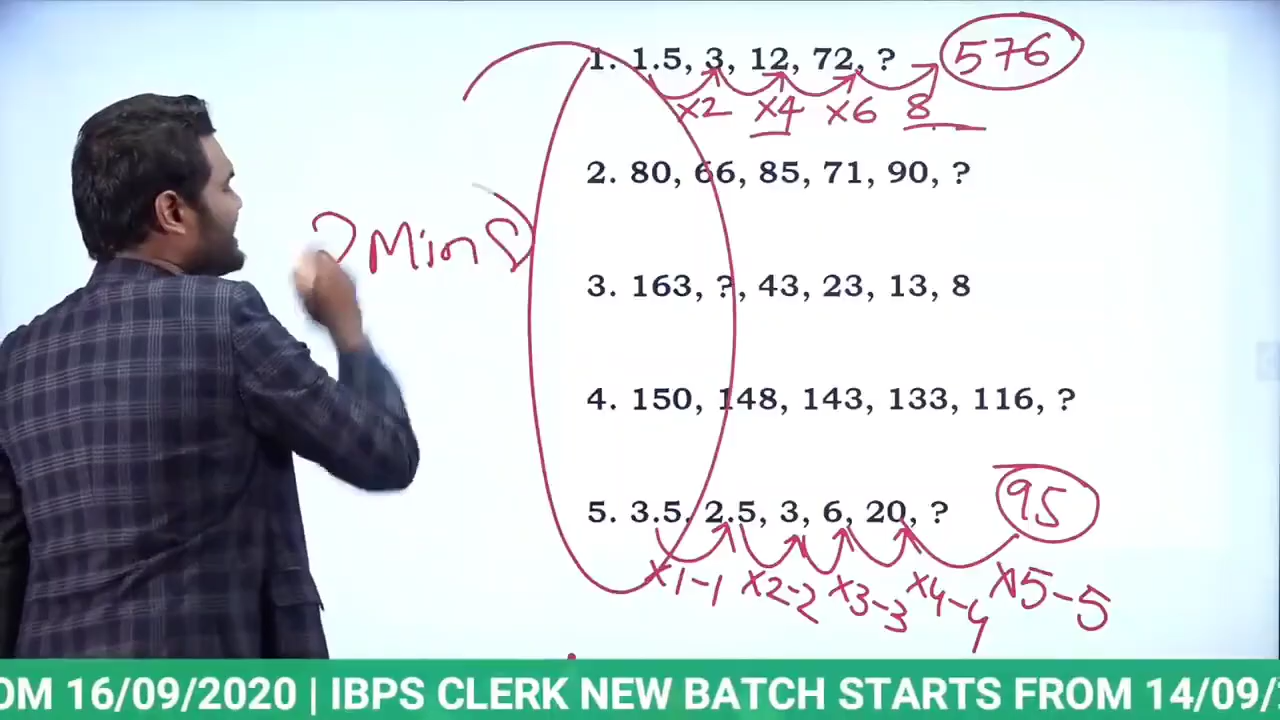 1. 1.5, 3, 12, 72, ? 576
×2 ×4 ×6 8
2. 80, 66, 85, 71, 90, ?
2 Min
3. 163, ?, 43, 23, 13, 8
4. 150, 148, 143, 133, 116, ?
5. 3.5, 2.5, 3, 6, 20, ? 95
×1-1 ×2-2 ×3-3 ×4-4 ×5-5
OM 16/09/2020 | IBPS CLERK NEW BATCH STARTS FROM 14/09/